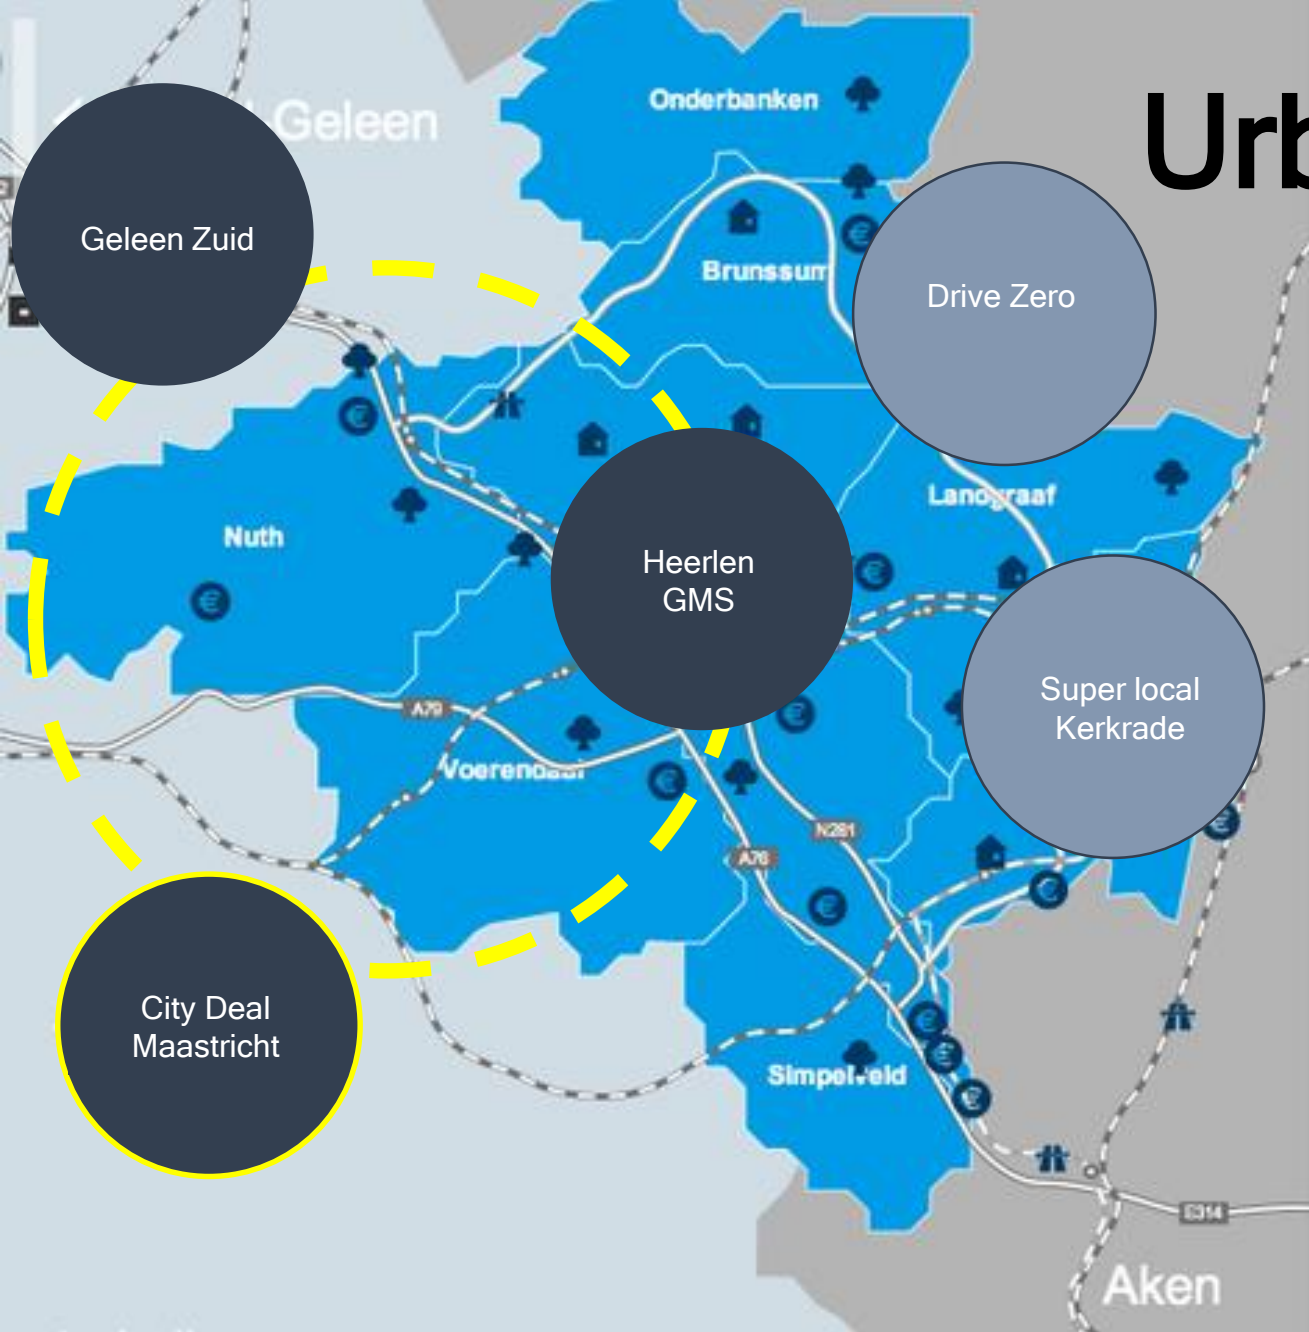 Onderbanken
Geleen
Urb
Geleen Zuid
Brunssum
Drive Zero
Landgraaf
Nuth
Heerlen
GMS
Super local
Kerkrade
A79
Voerendaal
N281
A76
City Deal
Maastricht
Simpelveld
E314
Aken